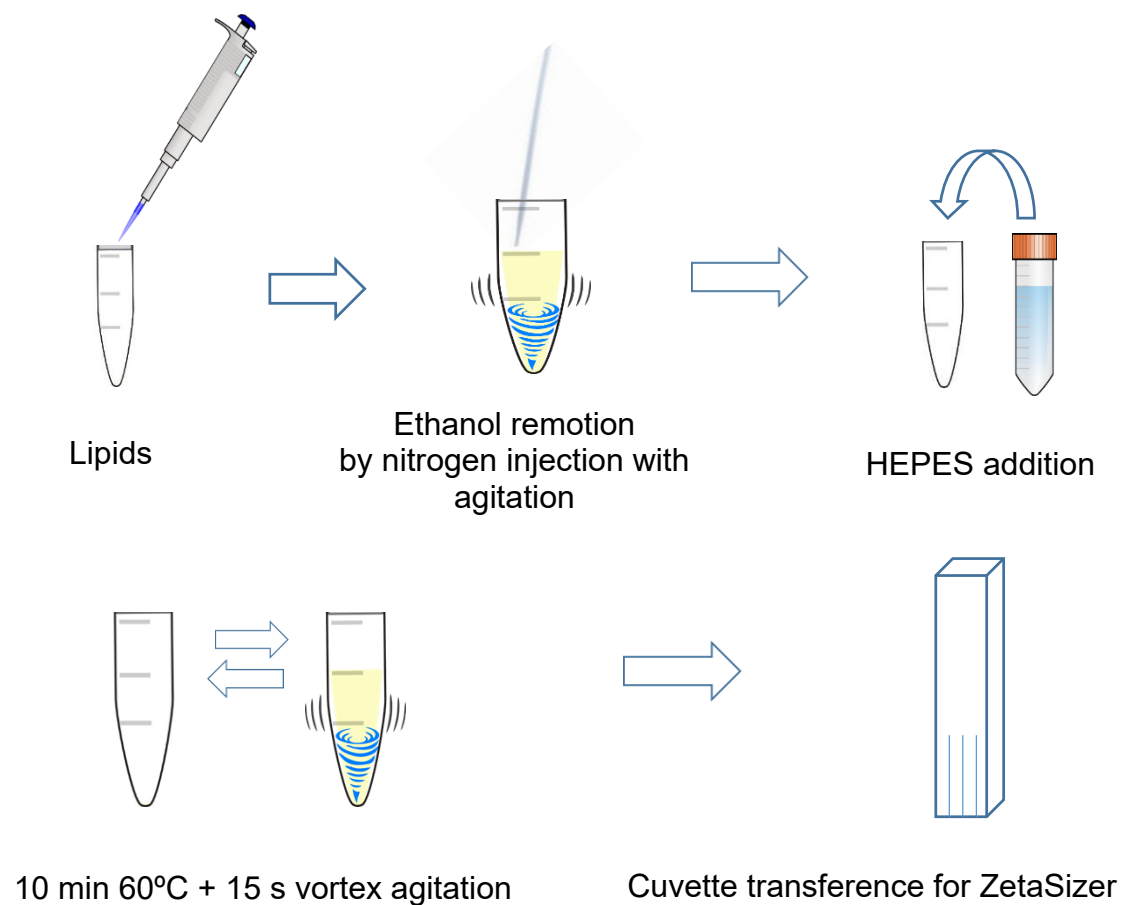 Lipids
Ethanol remotion
by nitrogen injection with
agitation
HEPES addition
10 min 60ºC + 15 s vortex agitation
Cuvette transference for ZetaSizer